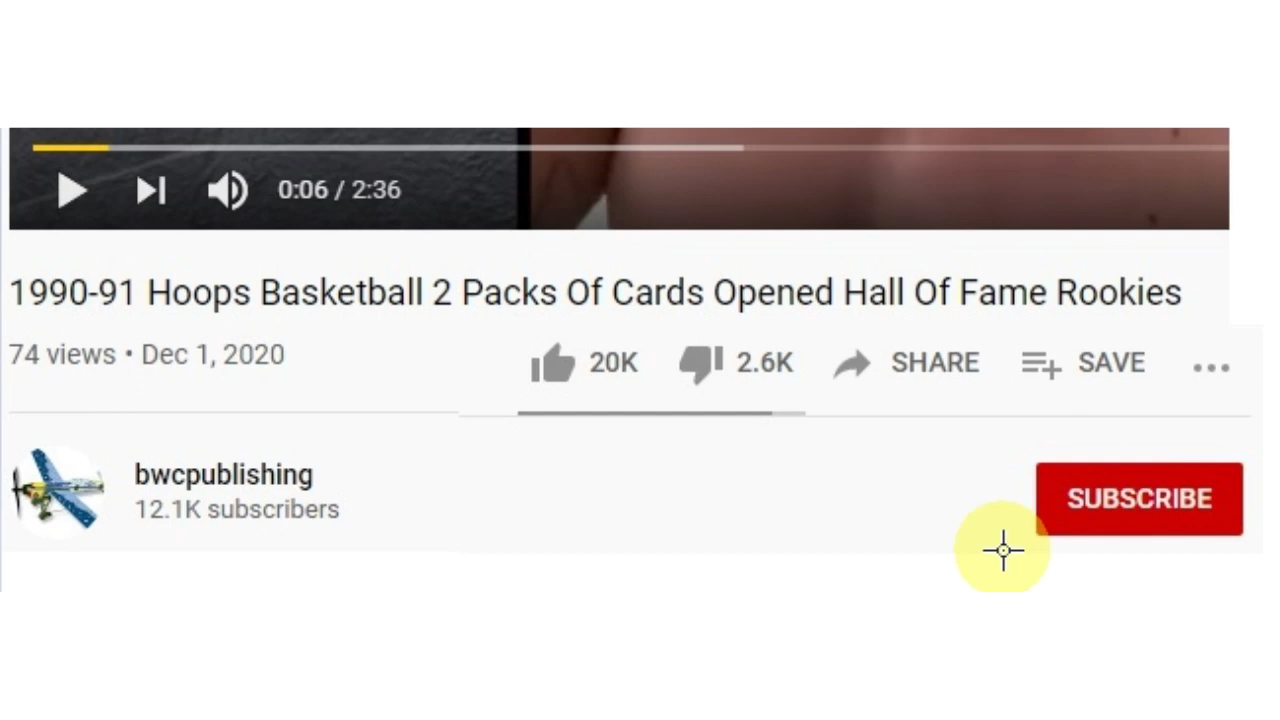 0:06 / 2:36
1990-91 Hoops Basketball 2 Packs Of Cards Opened Hall Of Fame Rookies
74 views • Dec 1, 2020
20K 2.6K SHARE SAVE
bwcpublishing
12.1K subscribers
SUBSCRIBE